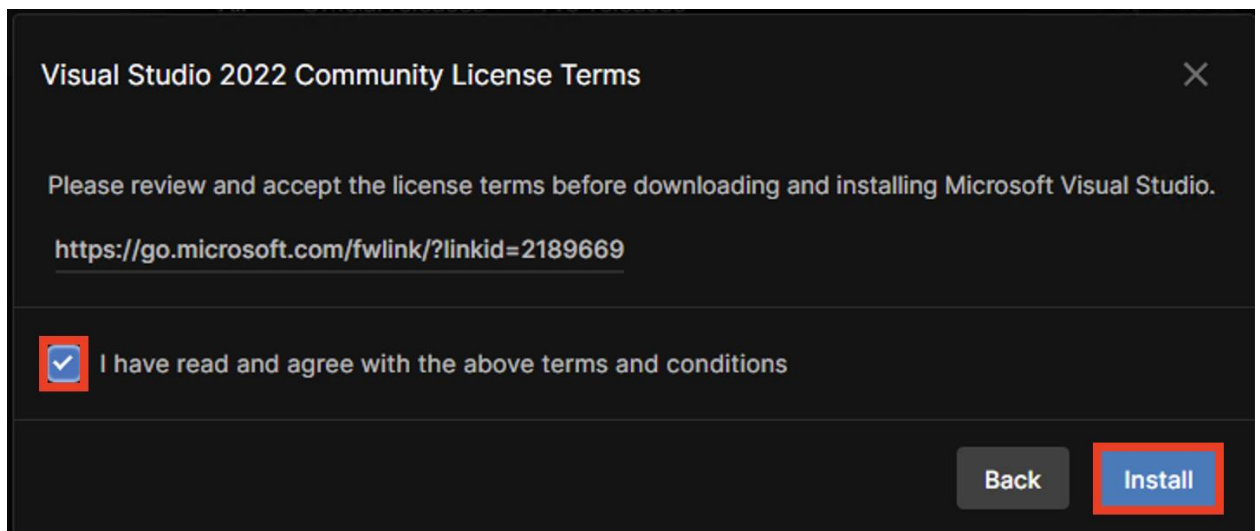 Visual Studio 2022 Community License Terms
Please review and accept the license terms before downloading and installing Microsoft Visual Studio.
https://go.microsoft.com/fwlink/?linkid=2189669
I have read and agree with the above terms and conditions
Back
Install